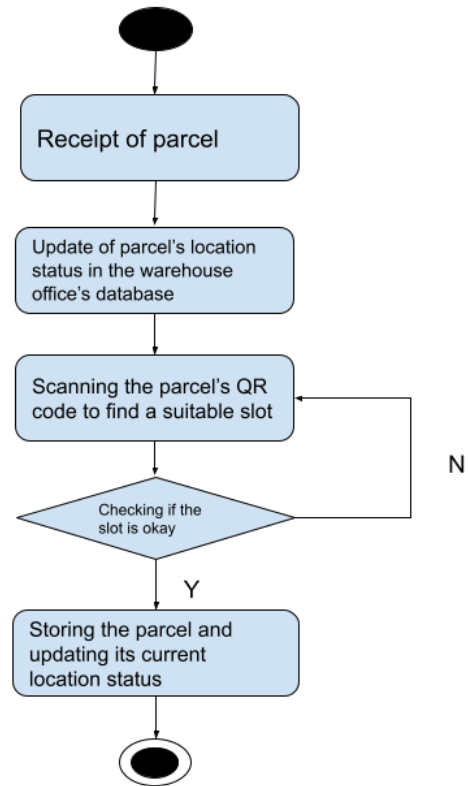 Receipt of parcel
Update of parcel's location
status in the warehouse
office's database
Scanning the parcel's QR
code to find a suitable slot
Checking if the
slot is okay
N
Y
Storing the parcel and
updating its current
location status